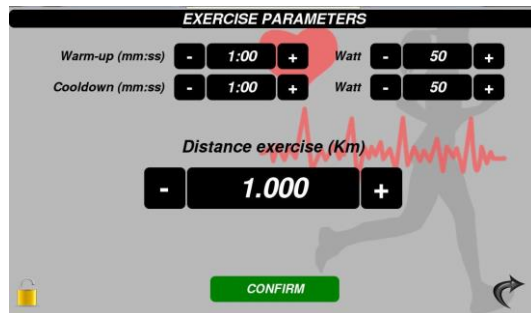 EXERCISE PARAMETERS
Warm-up (mm:ss) - 1:00 + Watt - 50 +
Cooldown (mm:ss) - 1:00 + Watt - 50 +
Distance exercise (Km)
- 1.000 +
CONFIRM